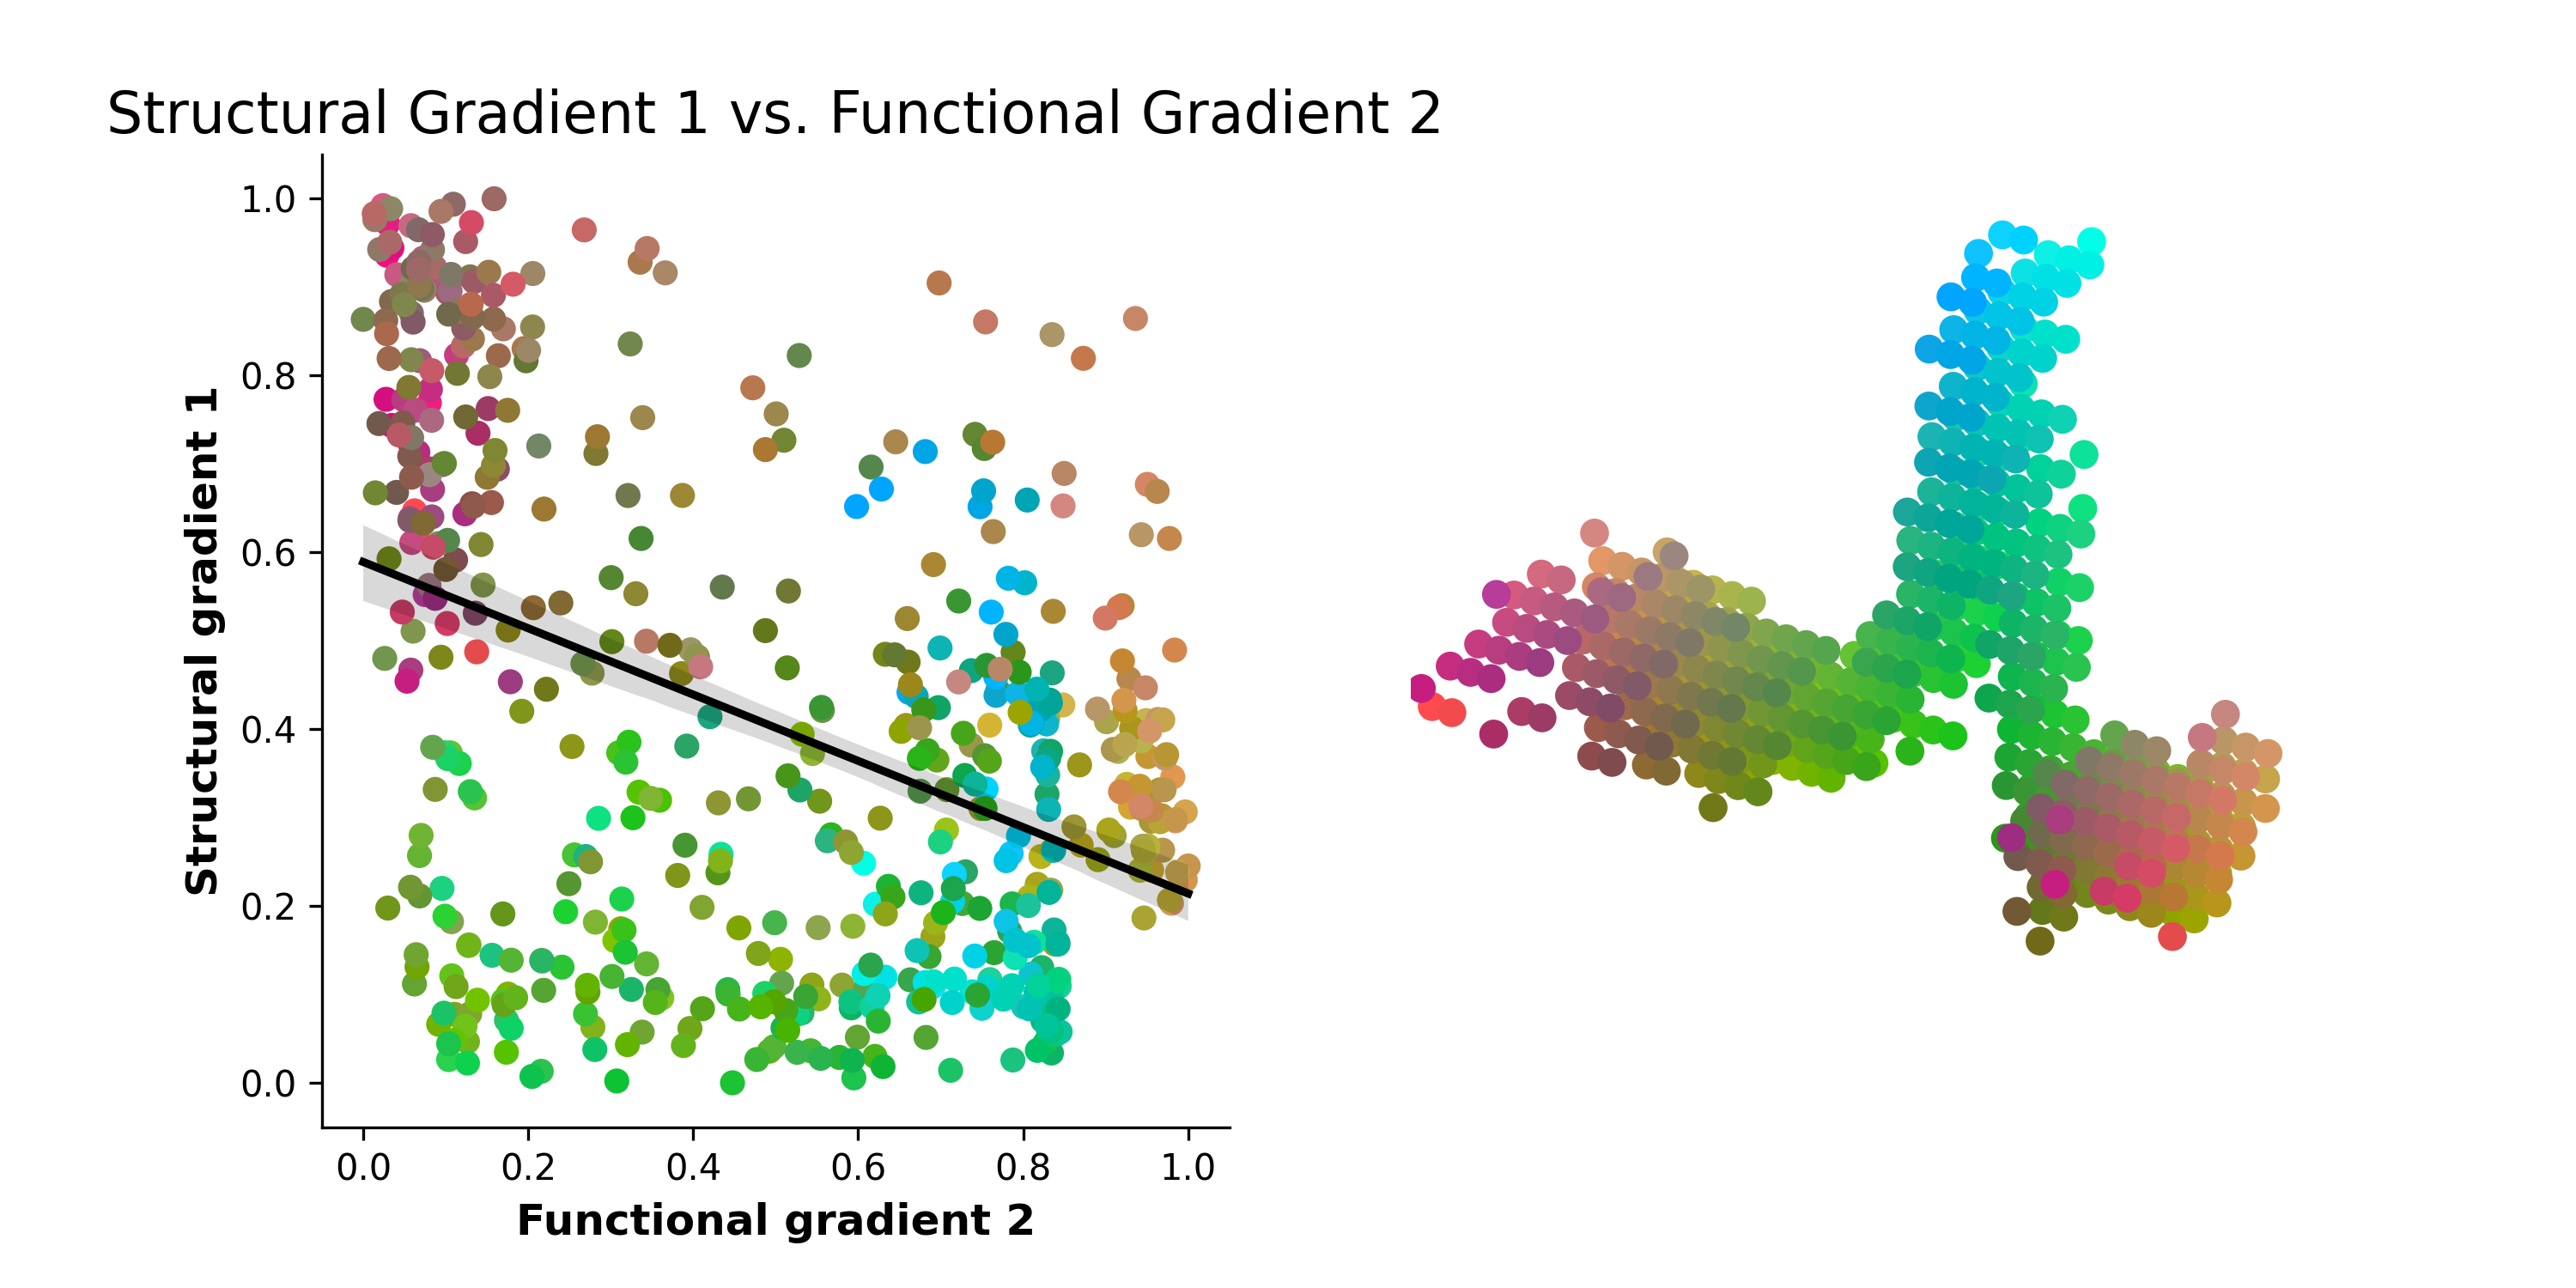 Structural Gradient 1 vs. Functional Gradient 2
Structural gradient 1
1.0
0.8
0.6
0.4
0.2
0.0
0.0 0.2 0.4 0.6 0.8 1.0
Functional gradient 2